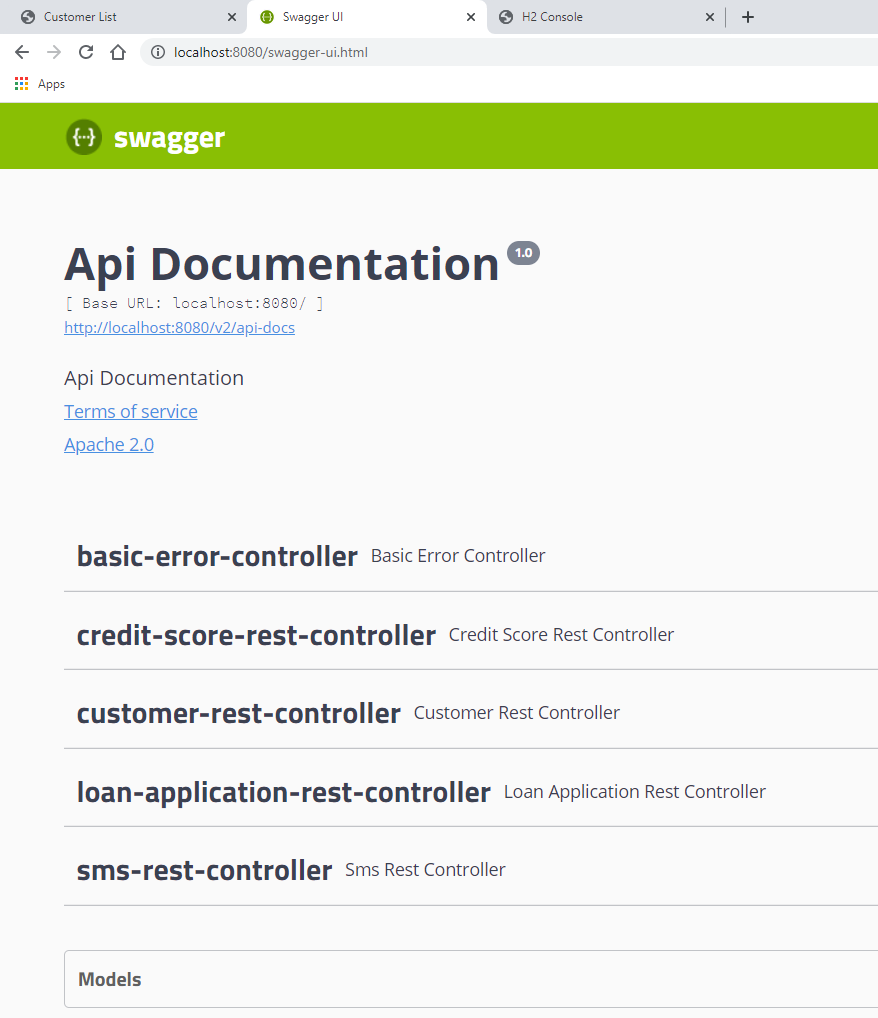 Customer List
Swagger UI
H2 Console
localhost:8080/swagger-ui.html
Apps
{···} swagger
Api Documentation 1.0
[ Base URL: localhost:8080/ ]
http://localhost:8080/v2/api-docs
Api Documentation
Terms of service
Apache 2.0
basic-error-controller Basic Error Controller
credit-score-rest-controller Credit Score Rest Controller
customer-rest-controller Customer Rest Controller
loan-application-rest-controller Loan Application Rest Controller
sms-rest-controller Sms Rest Controller
Models